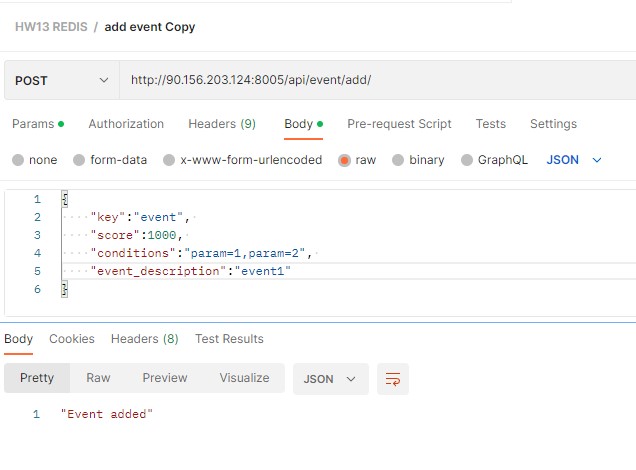 HW13 REDIS / add event Copy
POST http://90.156.203.124:8005/api/event/add/
Params Authorization Headers (9) Body Pre-request Script Tests Settings
none form-data x-www-form-urlencoded raw binary GraphQL JSON
1 {
2 "key":"event",
3 "score":1000,
4 "conditions":"param=1,param=2",
5 "event_description":"event1"
6 }
Body Cookies Headers (8) Test Results
Pretty Raw Preview Visualize JSON
1 "Event added"